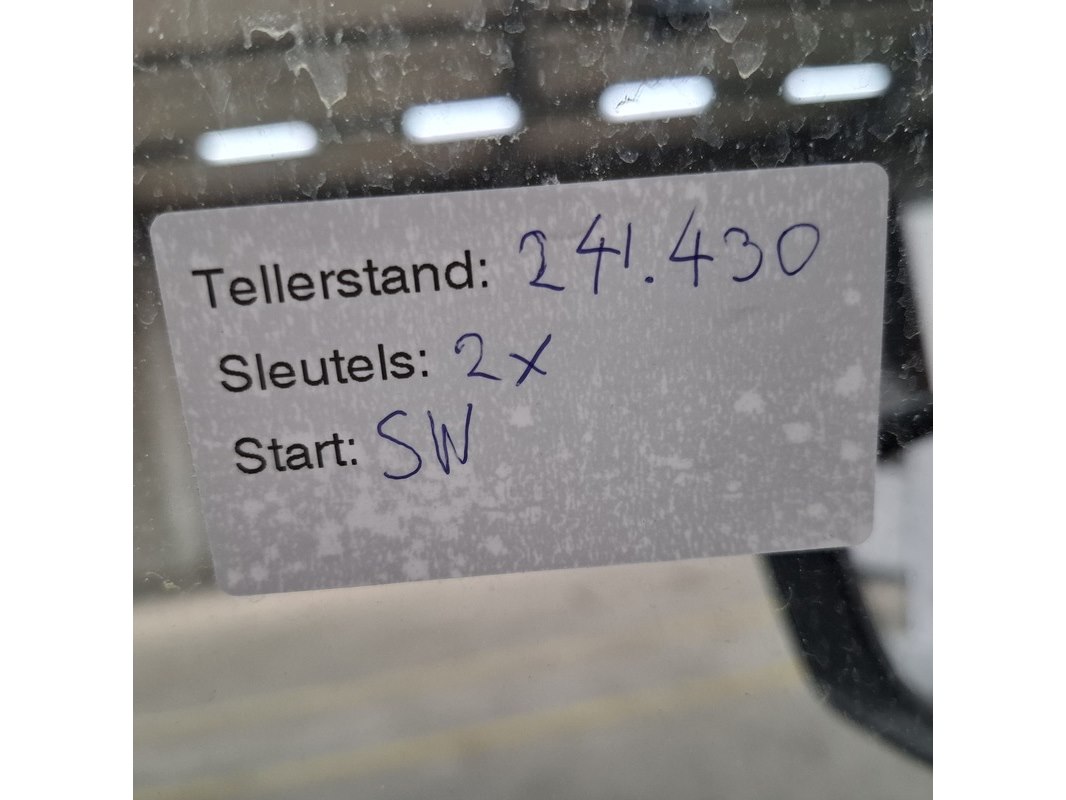 Tellerstand: 241.430
Sleutels: 2x
Start: SW